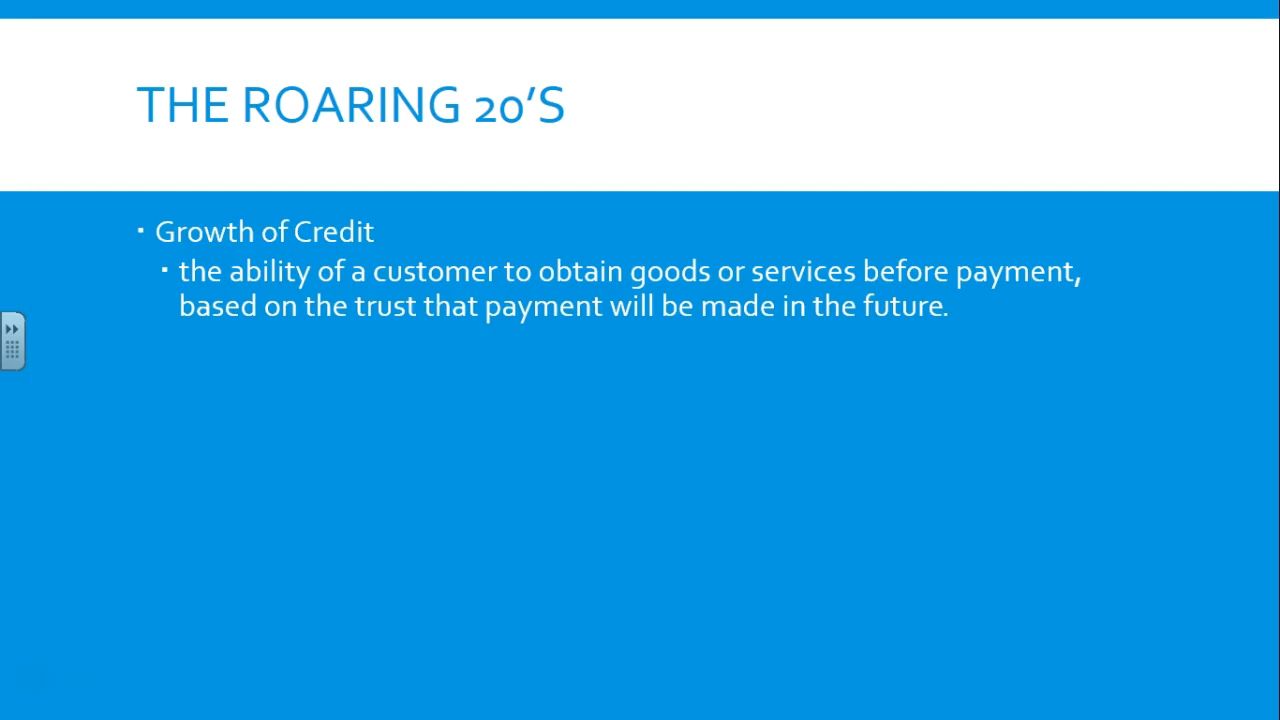 THE ROARING 20’S
▪ Growth of Credit
▪ the ability of a customer to obtain goods or services before payment,
based on the trust that payment will be made in the future.